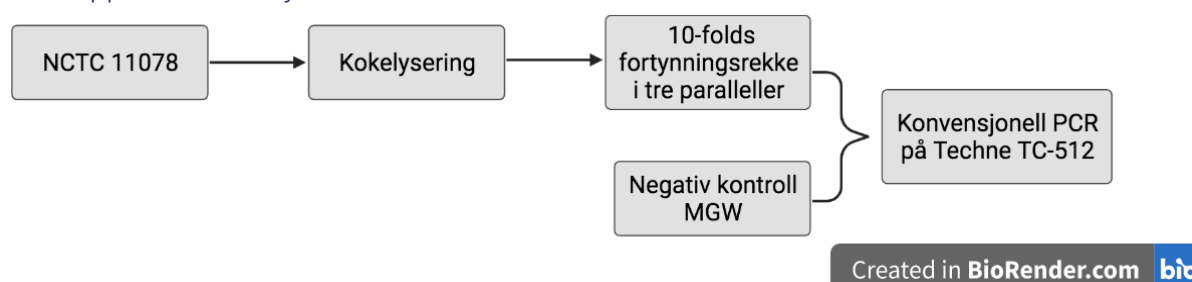 NCTC 11078
Kokelysering
10-folds
fortynningsrekke
i tre paralleller
Negativ kontroll
MGW
Konvensjonell PCR
på Techne TC-512
Created in BioRender.com bio